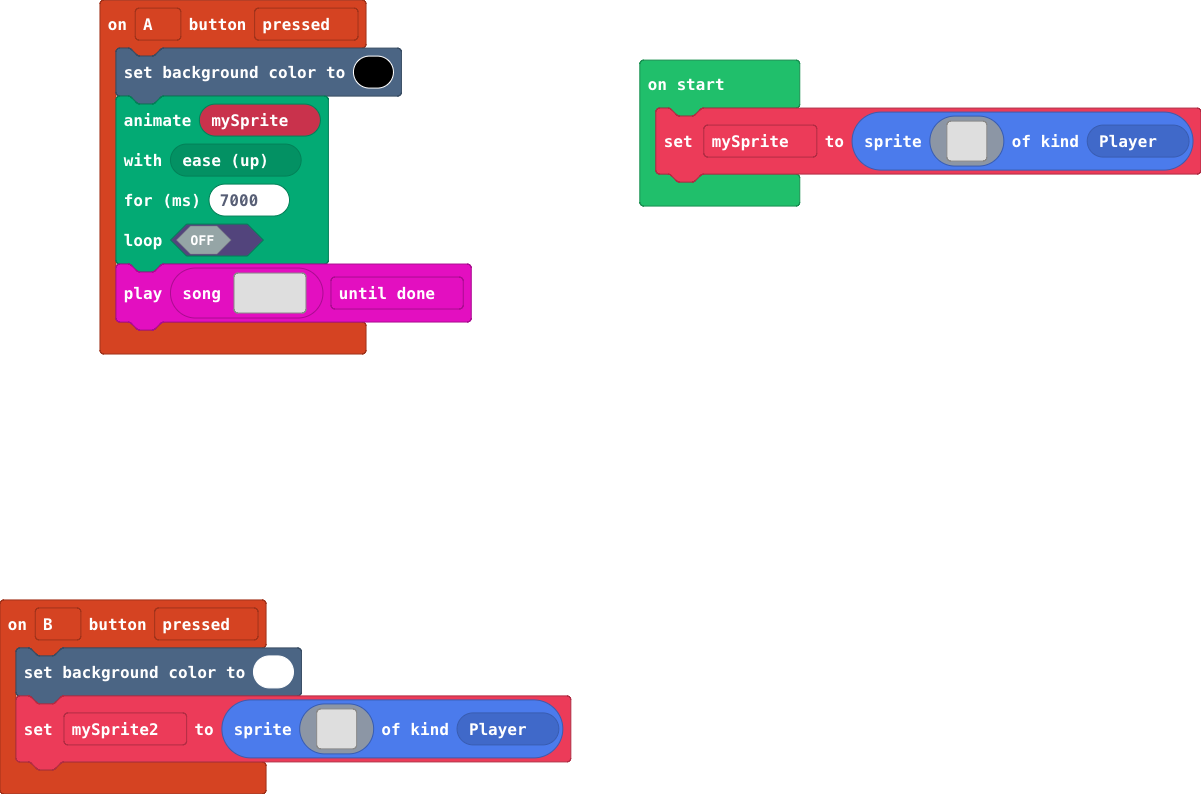 on A button pressed
set background color to
animate mySprite
with ease (up)
for (ms) 7000
loop OFF
play song until done
on start
set mySprite to sprite of kind Player
on B button pressed
set background color to
set mySprite2 to sprite of kind Player